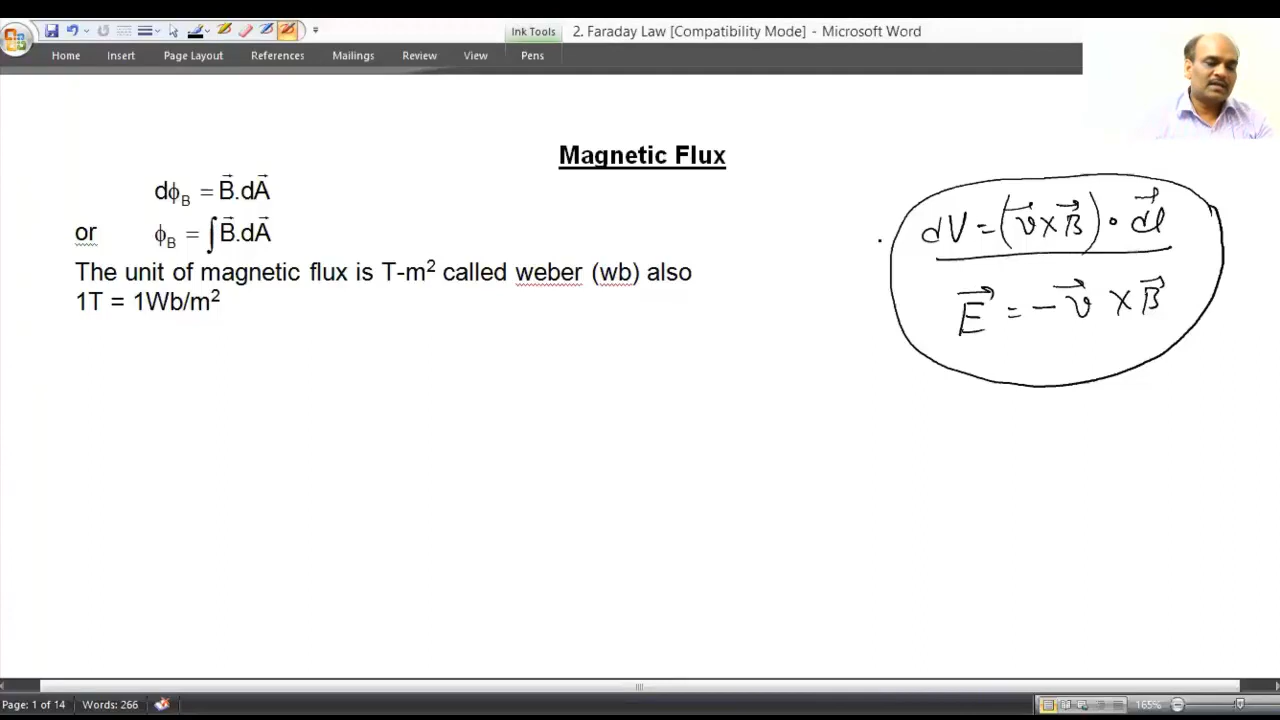 Ink Tools
2. Faraday Law [Compatibility Mode] - Microsoft Word
Home Insert Page Layout References Mailings Review View Pens
Magnetic Flux
dϕ_B = B⃗.dA⃗
or ϕ_B = ∫B⃗.dA⃗
The unit of magnetic flux is T-m² called weber (wb) also
1T = 1Wb/m²
dV = (v⃗ × B⃗) • dl⃗
E⃗ = - v⃗ × B⃗
Page: 1 of 14 Words: 266 165%